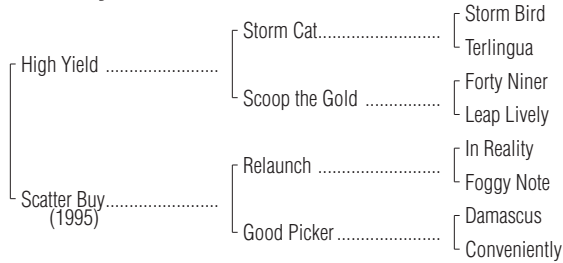 Storm Bird
Storm Cat....................
Terlingua
High Yield .......................
Forty Niner
Scoop the Gold ...............
Leap Lively
In Reality
Relaunch .........................
Foggy Note
Scatter Buy.......................
(1995)
Damascus
Good Picker.....................
Conveniently